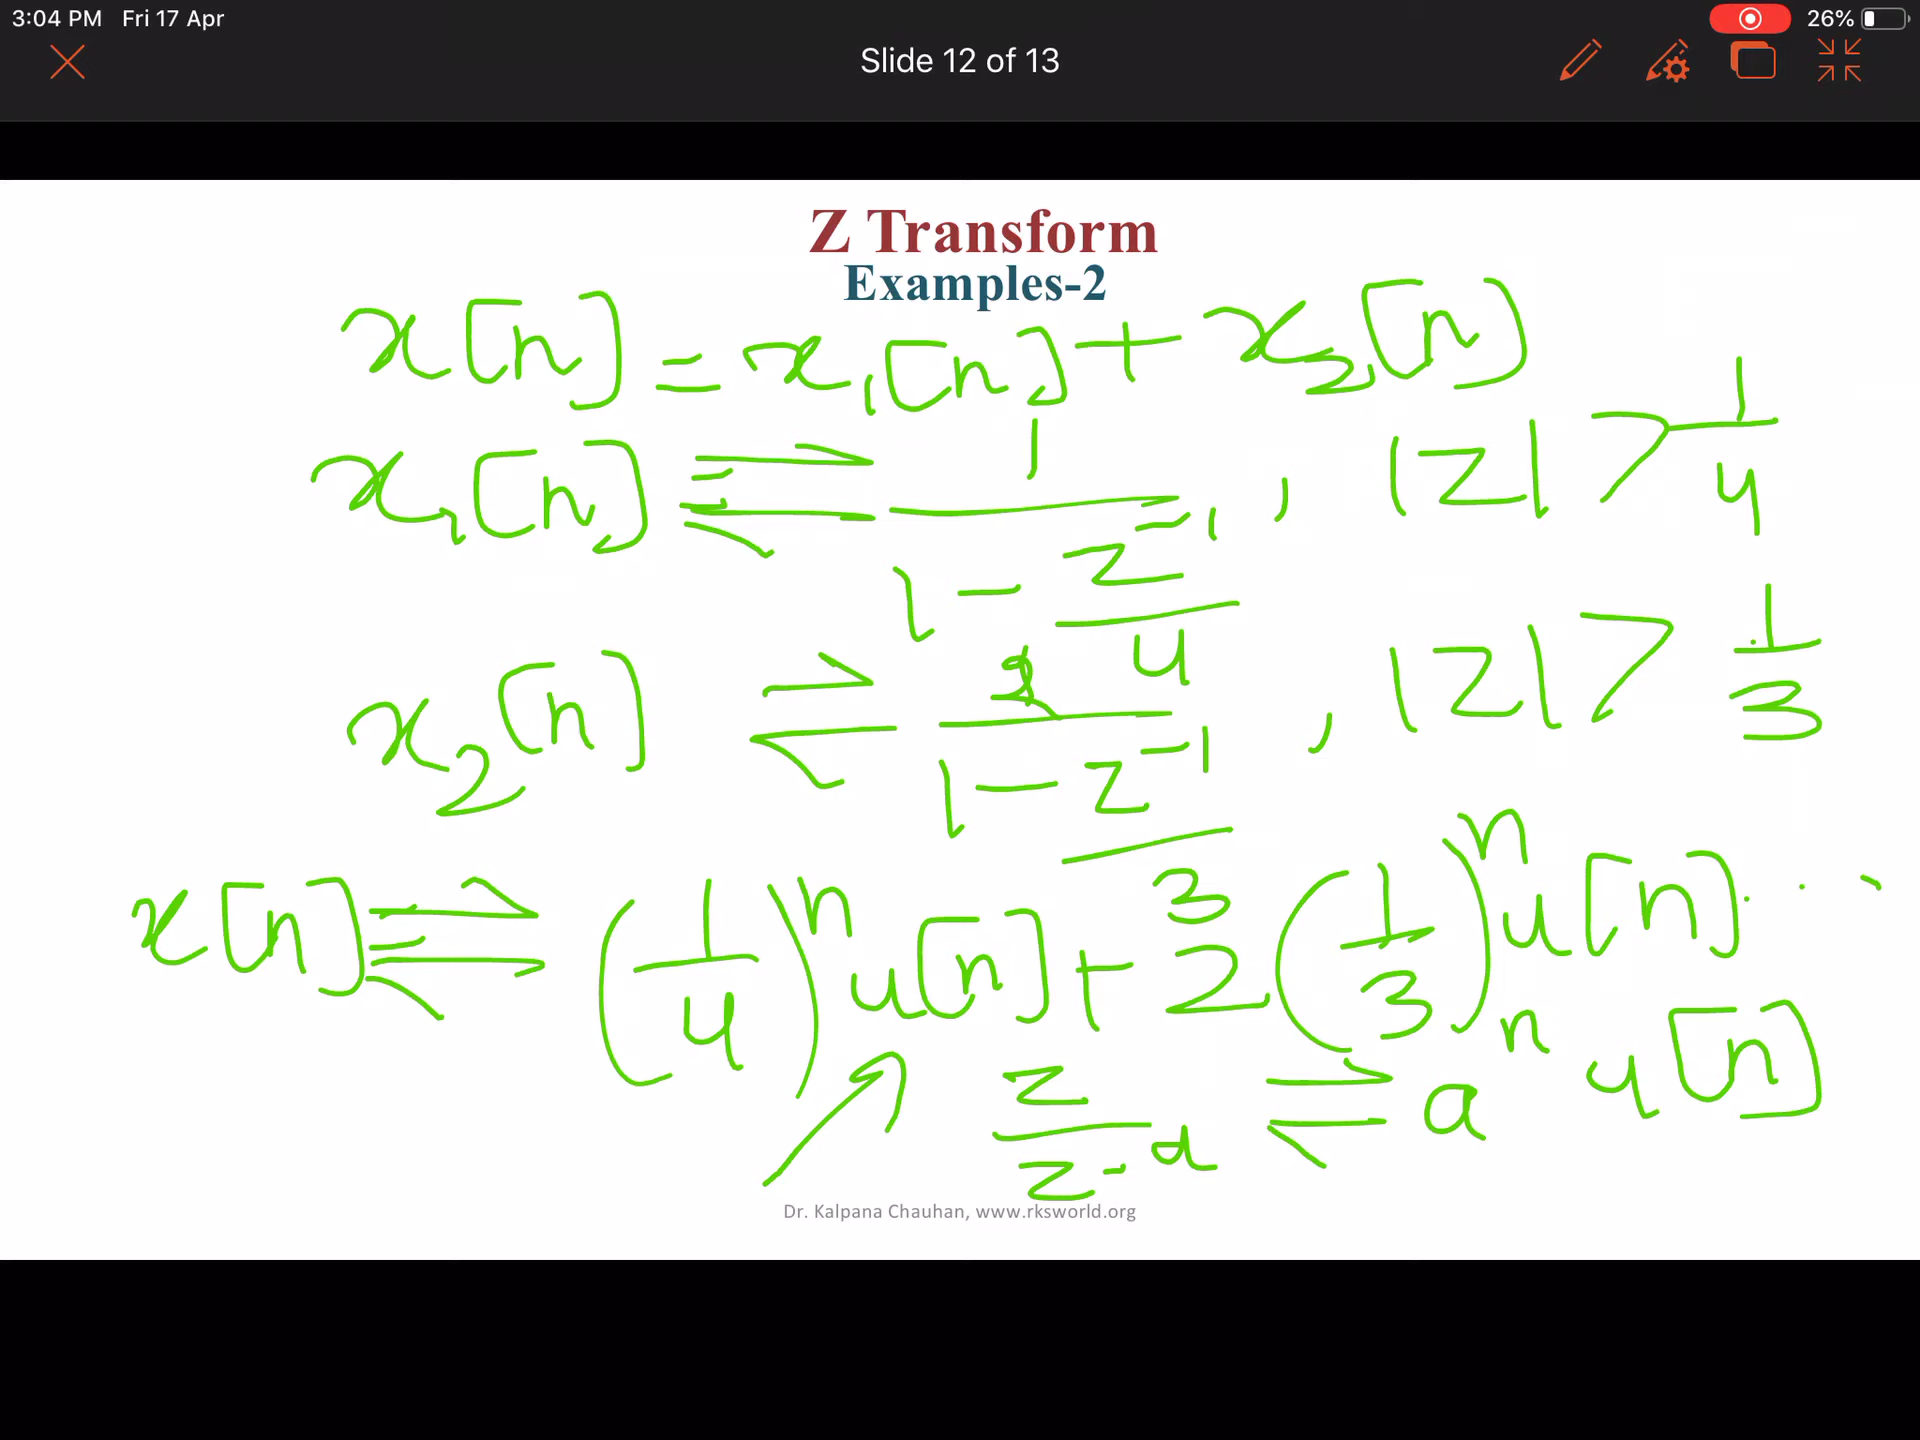 3:04 PM Fri 17 Apr
26%
Slide 12 of 13
Z Transform
Examples-2
x[n] = x₁[n] + x₂[n]
x₁[n] ⇌ 1 / (1 - z⁻¹/4) , |z| > 1/4
x₂[n] ⇌ 2 / (1 - z⁻¹/3) , |z| > 1/3
x[n] ⇌ (1/4)ⁿ u[n] + 2 (1/3)ⁿ u[n] . . .
z / (z - a) ⇌ aⁿ u[n]
Dr. Kalpana Chauhan, www.rksworld.org